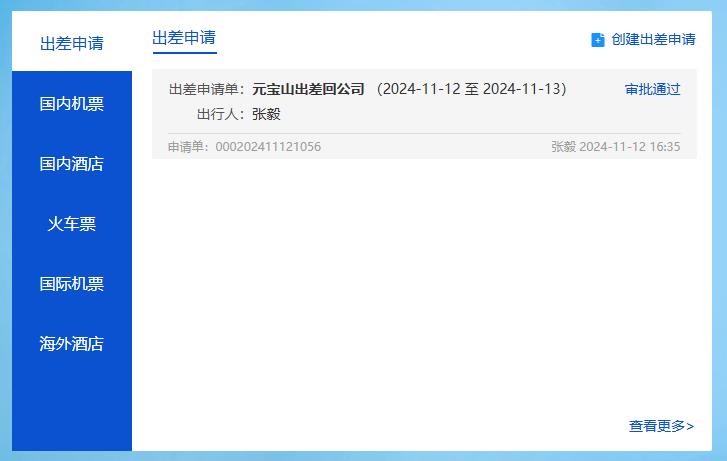 出差申请
国内机票
国内酒店
火车票
国际机票
海外酒店
出差申请
创建出差申请
出差申请单：元宝山出差回公司 （2024-11-12 至 2024-11-13） 审批通过
出行人：张毅
申请单：000202411121056 张毅 2024-11-12 16:35
查看更多>